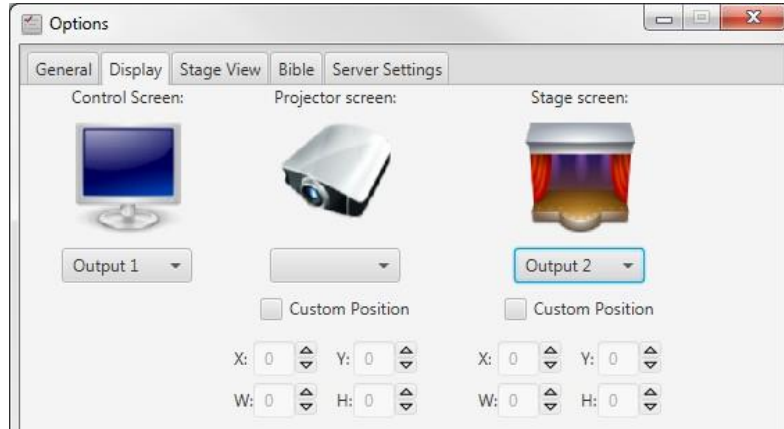 Options
General Display Stage View Bible Server Settings
Control Screen: Projector screen: Stage screen:
Output 1 Output 2
Custom Position Custom Position
X: 0 Y: 0 X: 0 Y: 0
W: 0 H: 0 W: 0 H: 0